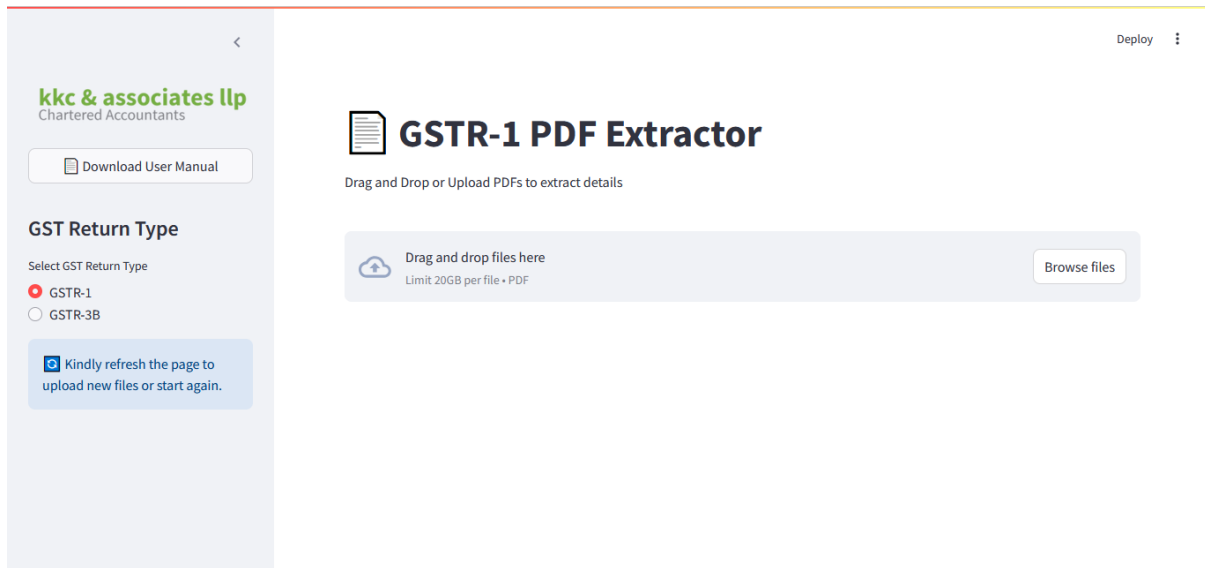 Deploy
kkc & associates llp
Chartered Accountants
Download User Manual
GST Return Type
Select GST Return Type
GSTR-1
GSTR-3B
Kindly refresh the page to
upload new files or start again.
GSTR-1 PDF Extractor
Drag and Drop or Upload PDFs to extract details
Drag and drop files here
Limit 20GB per file • PDF
Browse files